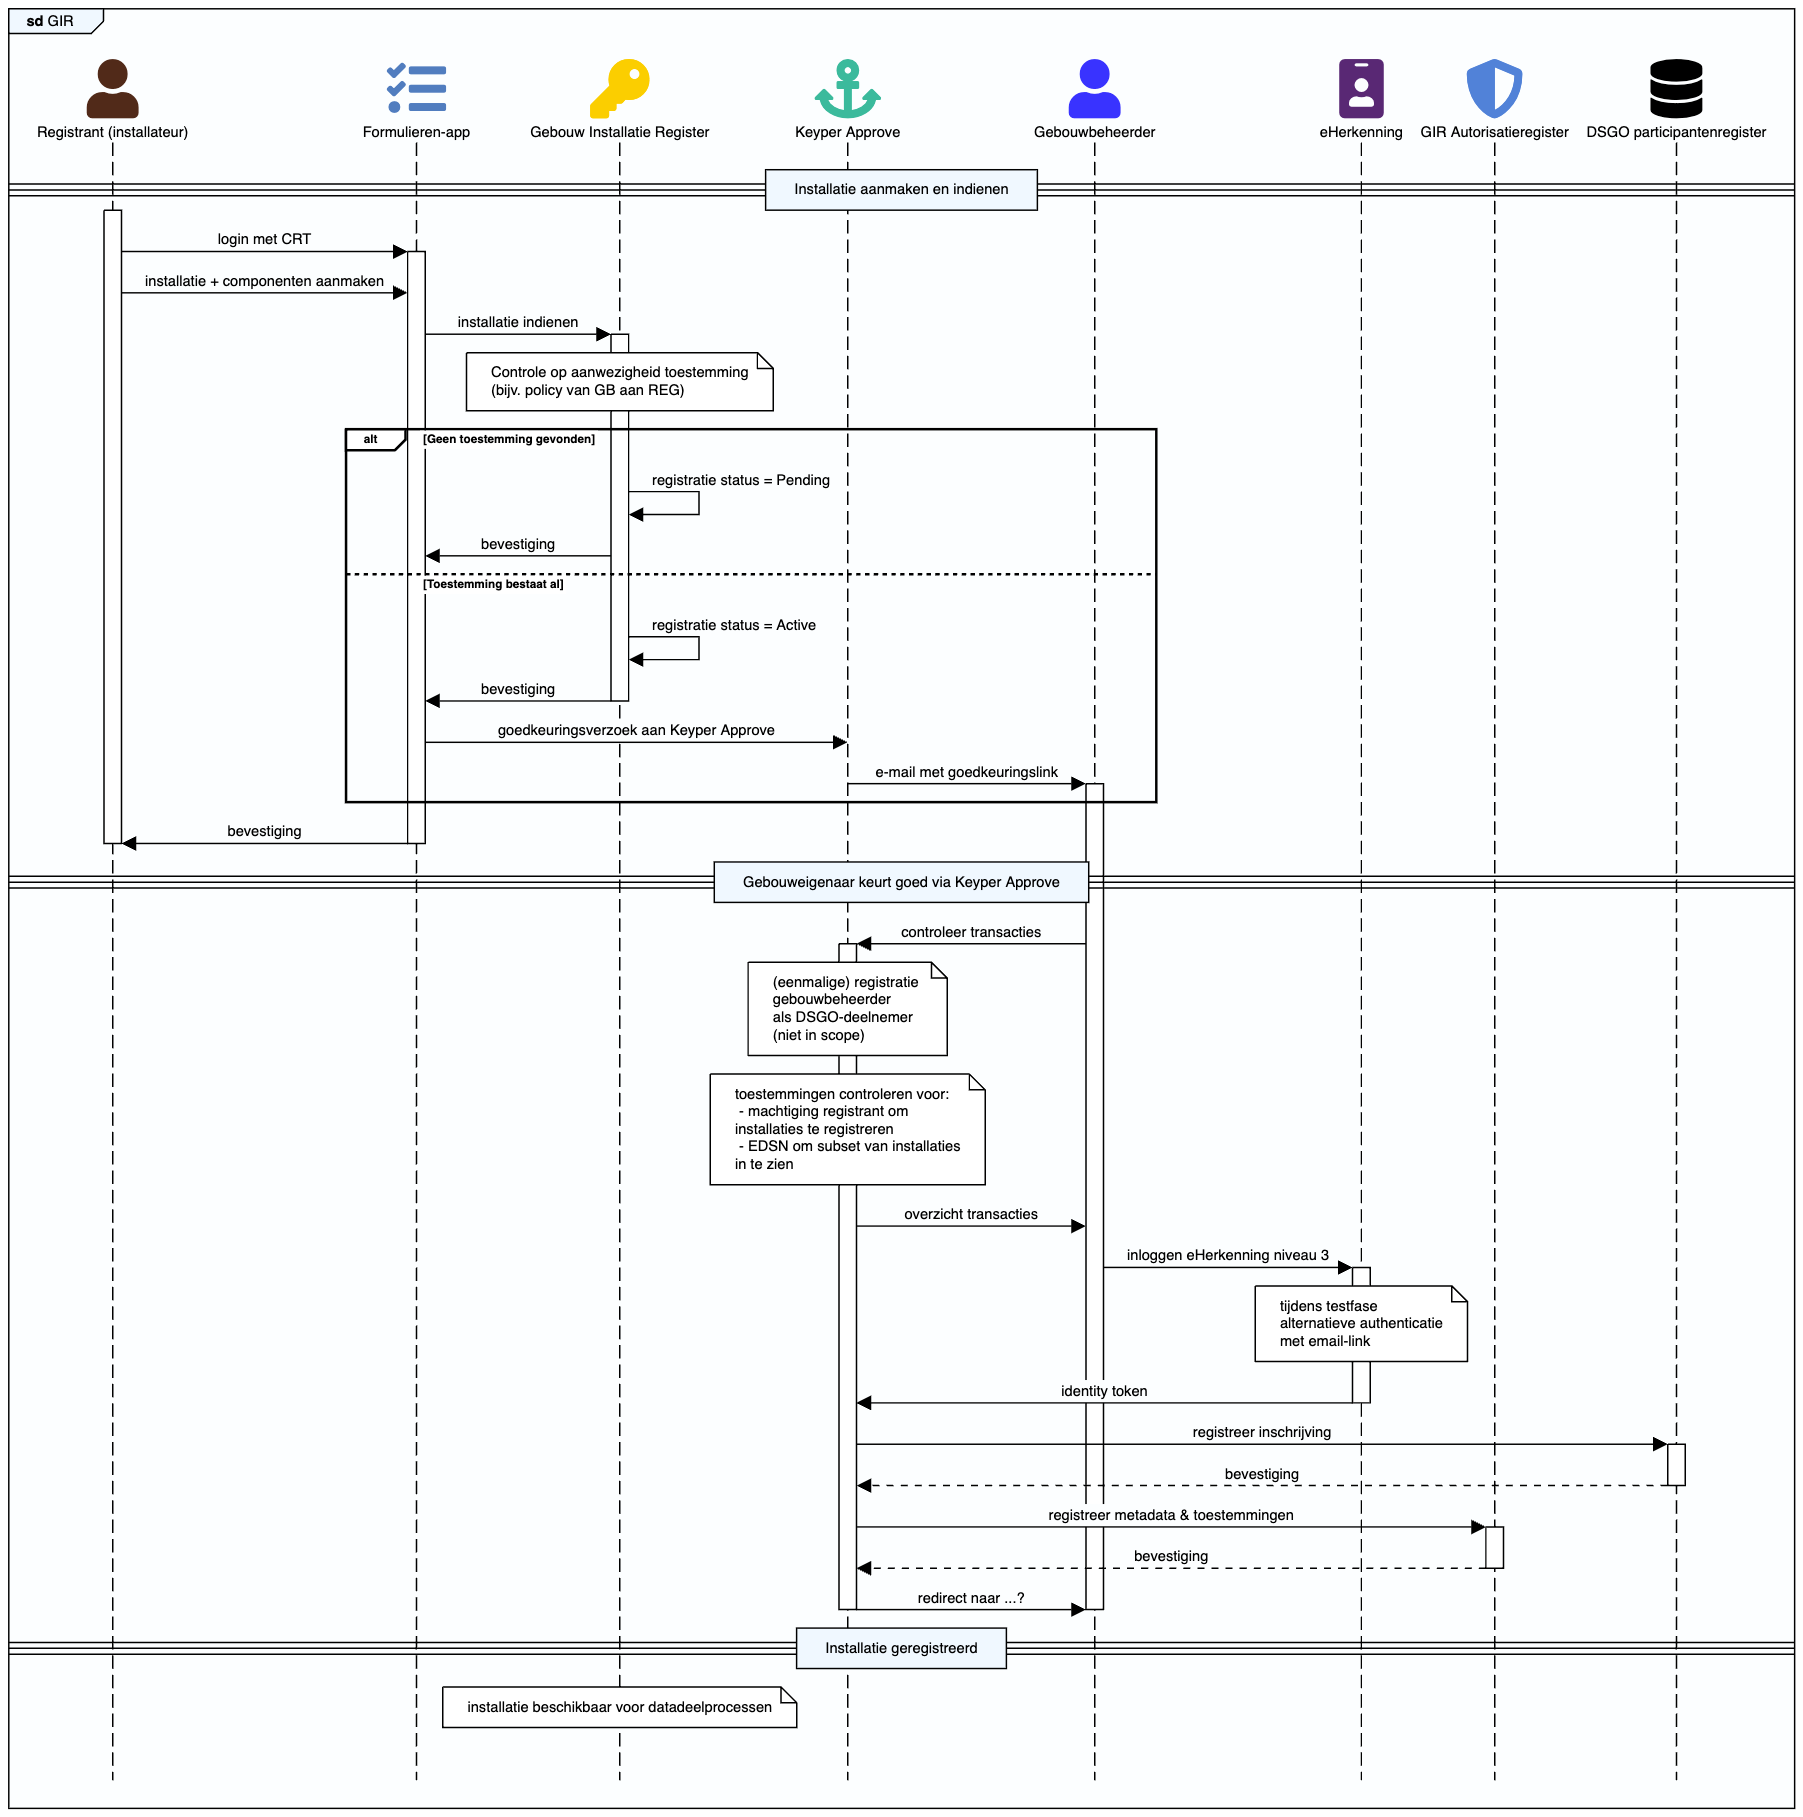 sd GIR
Registrant (installateur)
Formulieren-app
Gebouw Installatie Register
Keyper Approve
Gebouwbeheerder
eHerkenning
GIR Autorisatieregister
DSGO participantenregister
Installatie aanmaken en indienen
login met CRT
installatie + componenten aanmaken
installatie indienen
Controle op aanwezigheid toestemming
(bijv. policy van GB aan REG)
alt
[Geen toestemming gevonden]
registratie status = Pending
bevestiging
[Toestemming bestaat al]
registratie status = Active
bevestiging
goedkeuringsverzoek aan Keyper Approve
e-mail met goedkeuringslink
bevestiging
Gebouweigenaar keurt goed via Keyper Approve
controleer transacties
(eenmalige) registratie
gebouwbeheerder
als DSGO-deelnemer
(niet in scope)
toestemmingen controleren voor:
- machtiging registrant om
installaties te registreren
- EDSN om subset van installaties
in te zien
overzicht transacties
inloggen eHerkenning niveau 3
tijdens testfase
alternatieve authenticatie
met email-link
identity token
registreer inschrijving
bevestiging
registreer metadata & toestemmingen
bevestiging
redirect naar ...?
Installatie geregistreerd
installatie beschikbaar voor datadeelprocessen